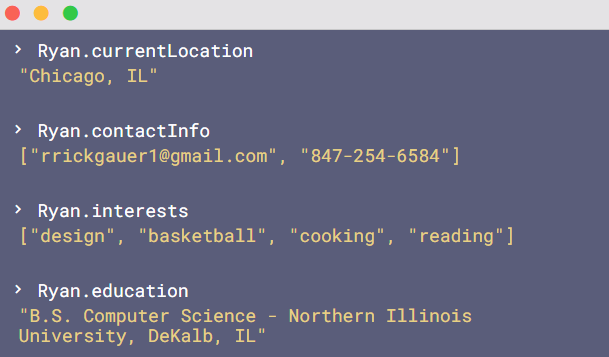 > Ryan.currentLocation
"Chicago, IL"
> Ryan.contactInfo
["rrickgauer1@gmail.com", "847-254-6584"]
> Ryan.interests
["design", "basketball", "cooking", "reading"]
> Ryan.education
"B.S. Computer Science - Northern Illinois
University, DeKalb, IL"